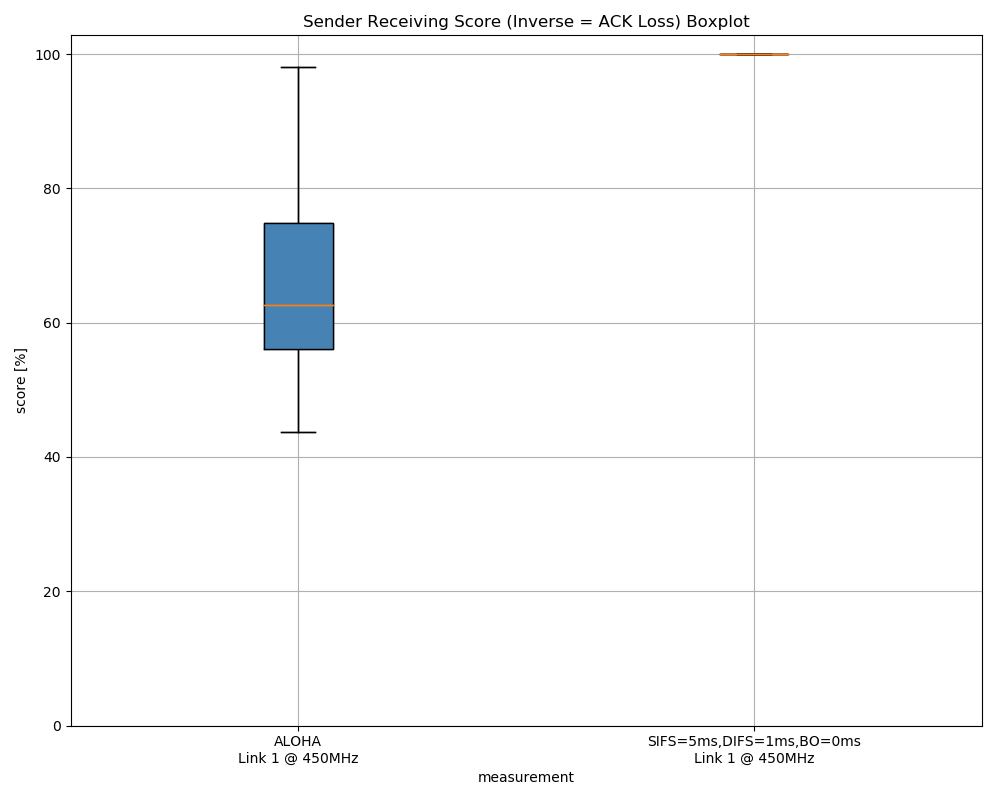 Sender Receiving Score (Inverse = ACK Loss) Boxplot
100
80
60
40
20
0
score [%]
ALOHA
Link 1 @ 450MHz
SIFS=5ms,DIFS=1ms,BO=0ms
Link 1 @ 450MHz
measurement